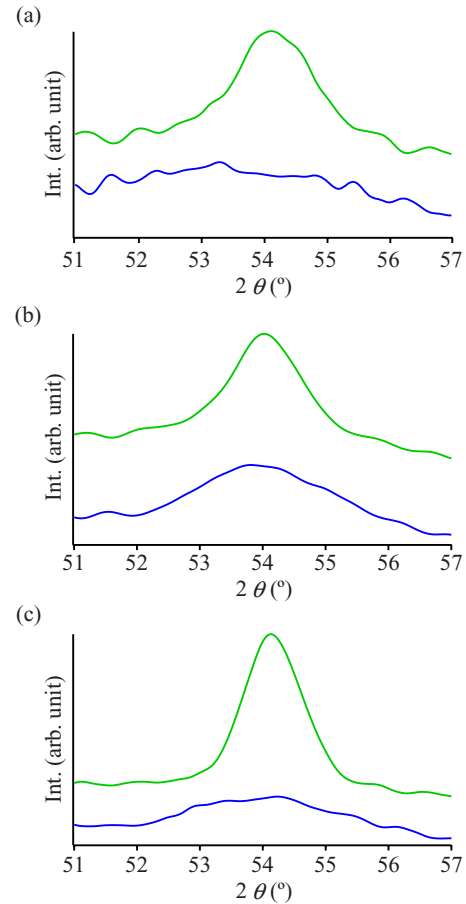 (a)
Int. (arb. unit)
51 52 53 54 55 56 57
2 θ (º)
(b)
Int. (arb. unit)
51 52 53 54 55 56 57
2 θ (º)
(c)
Int. (arb. unit)
51 52 53 54 55 56 57
2 θ (º)